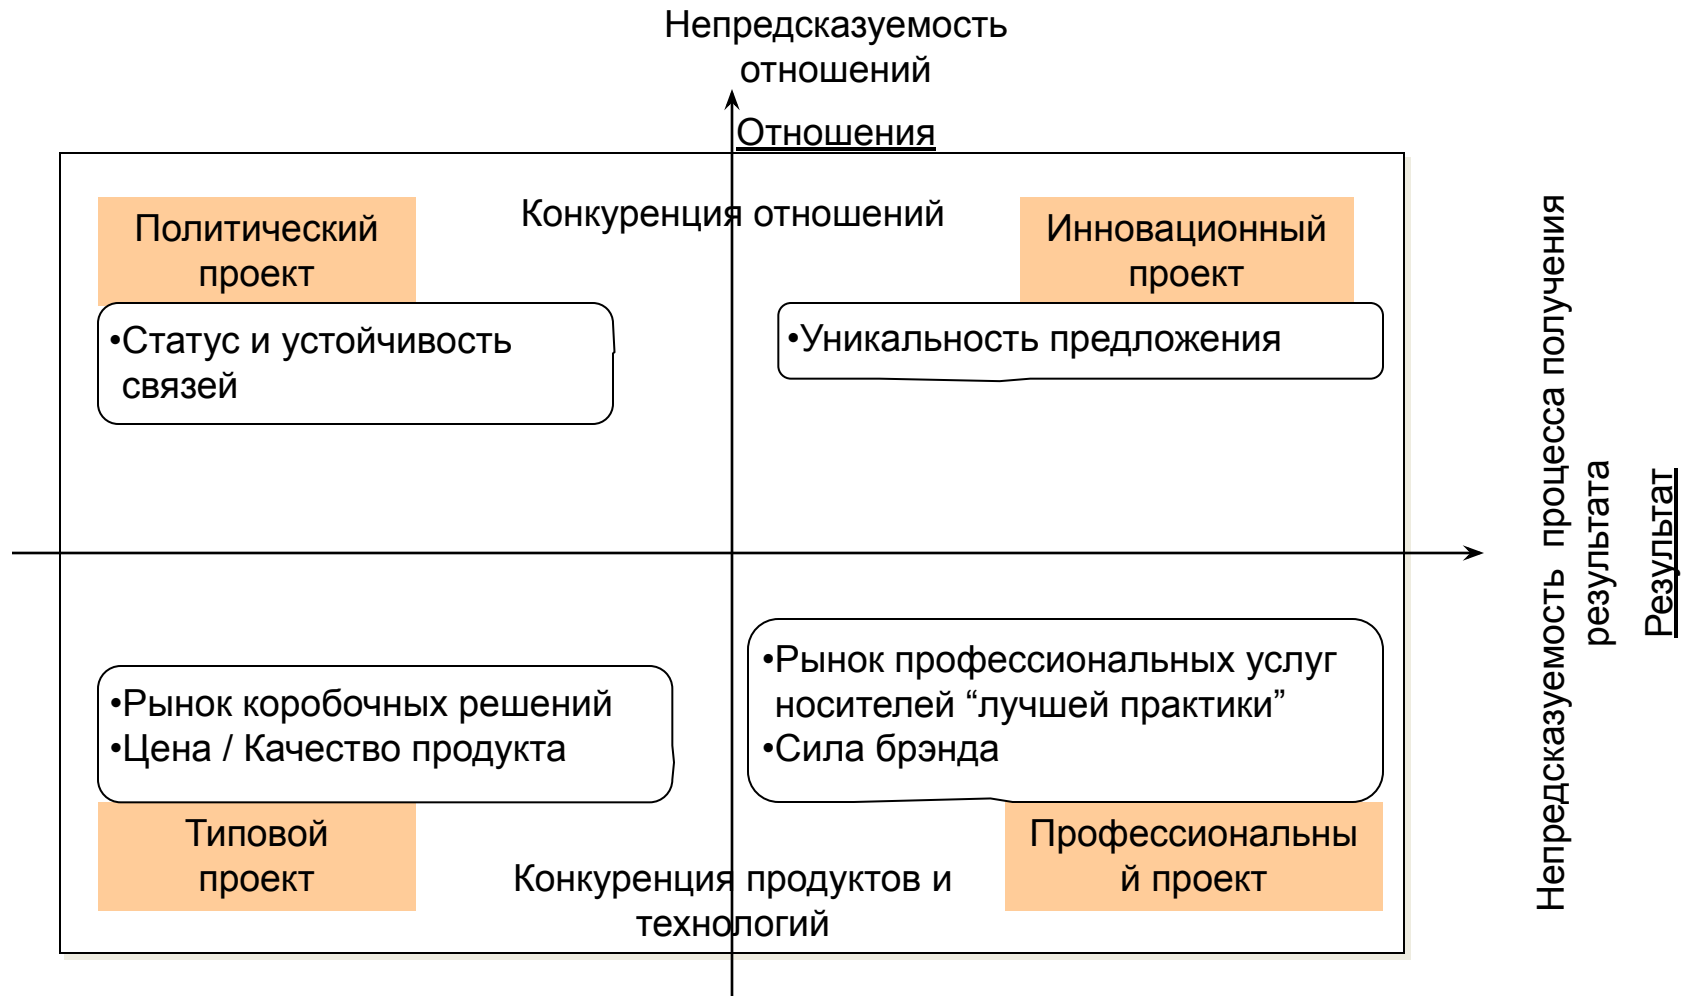 Непредсказуемость
отношений
Отношения
Конкуренция отношений
Политический
проект
Инновационный
проект
•Статус и устойчивость
связей
•Уникальность предложения
•Рынок коробочных решений
•Цена / Качество продукта
•Рынок профессиональных услуг
носителей “лучшей практики”
•Сила брэнда
Типовой
проект
Профессиональны
й проект
Конкуренция продуктов и
технологий
Непредсказуемость процесса получения
результата
Результат